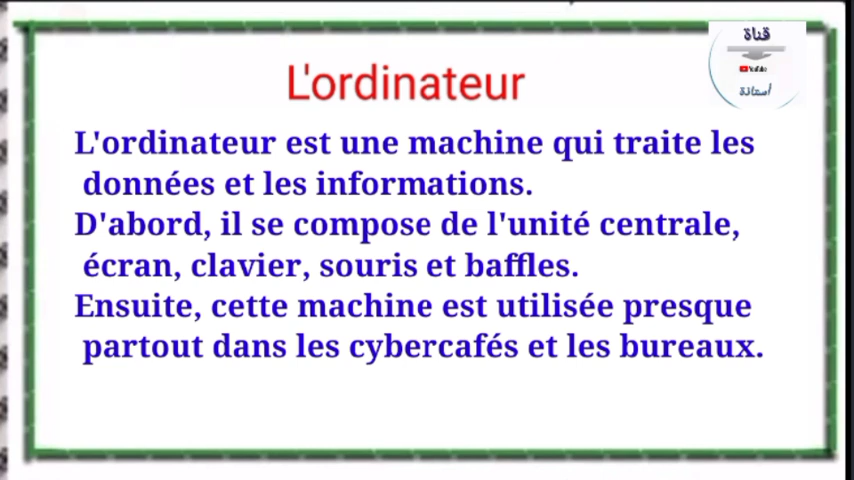 قناة
YouTube
أستاذة
L'ordinateur
L'ordinateur est une machine qui traite les
données et les informations.
D'abord, il se compose de l'unité centrale,
écran, clavier, souris et baffles.
Ensuite, cette machine est utilisée presque
partout dans les cybercafés et les bureaux.